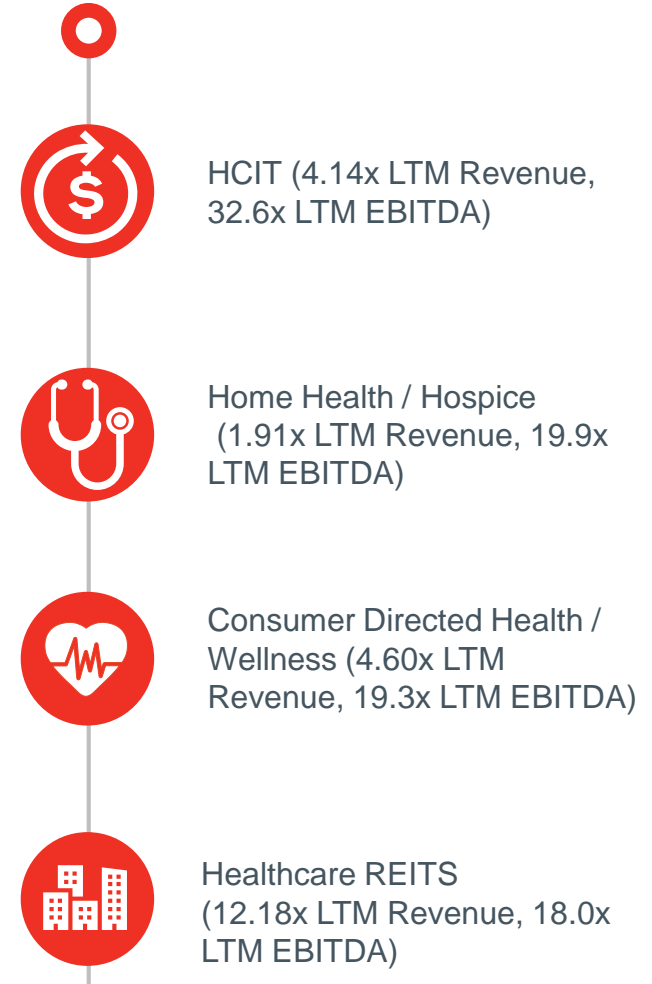 $
HCIT (4.14x LTM Revenue,
32.6x LTM EBITDA)
Home Health / Hospice
(1.91x LTM Revenue, 19.9x
LTM EBITDA)
Consumer Directed Health /
Wellness (4.60x LTM
Revenue, 19.3x LTM EBITDA)
Healthcare REITS
(12.18x LTM Revenue, 18.0x
LTM EBITDA)